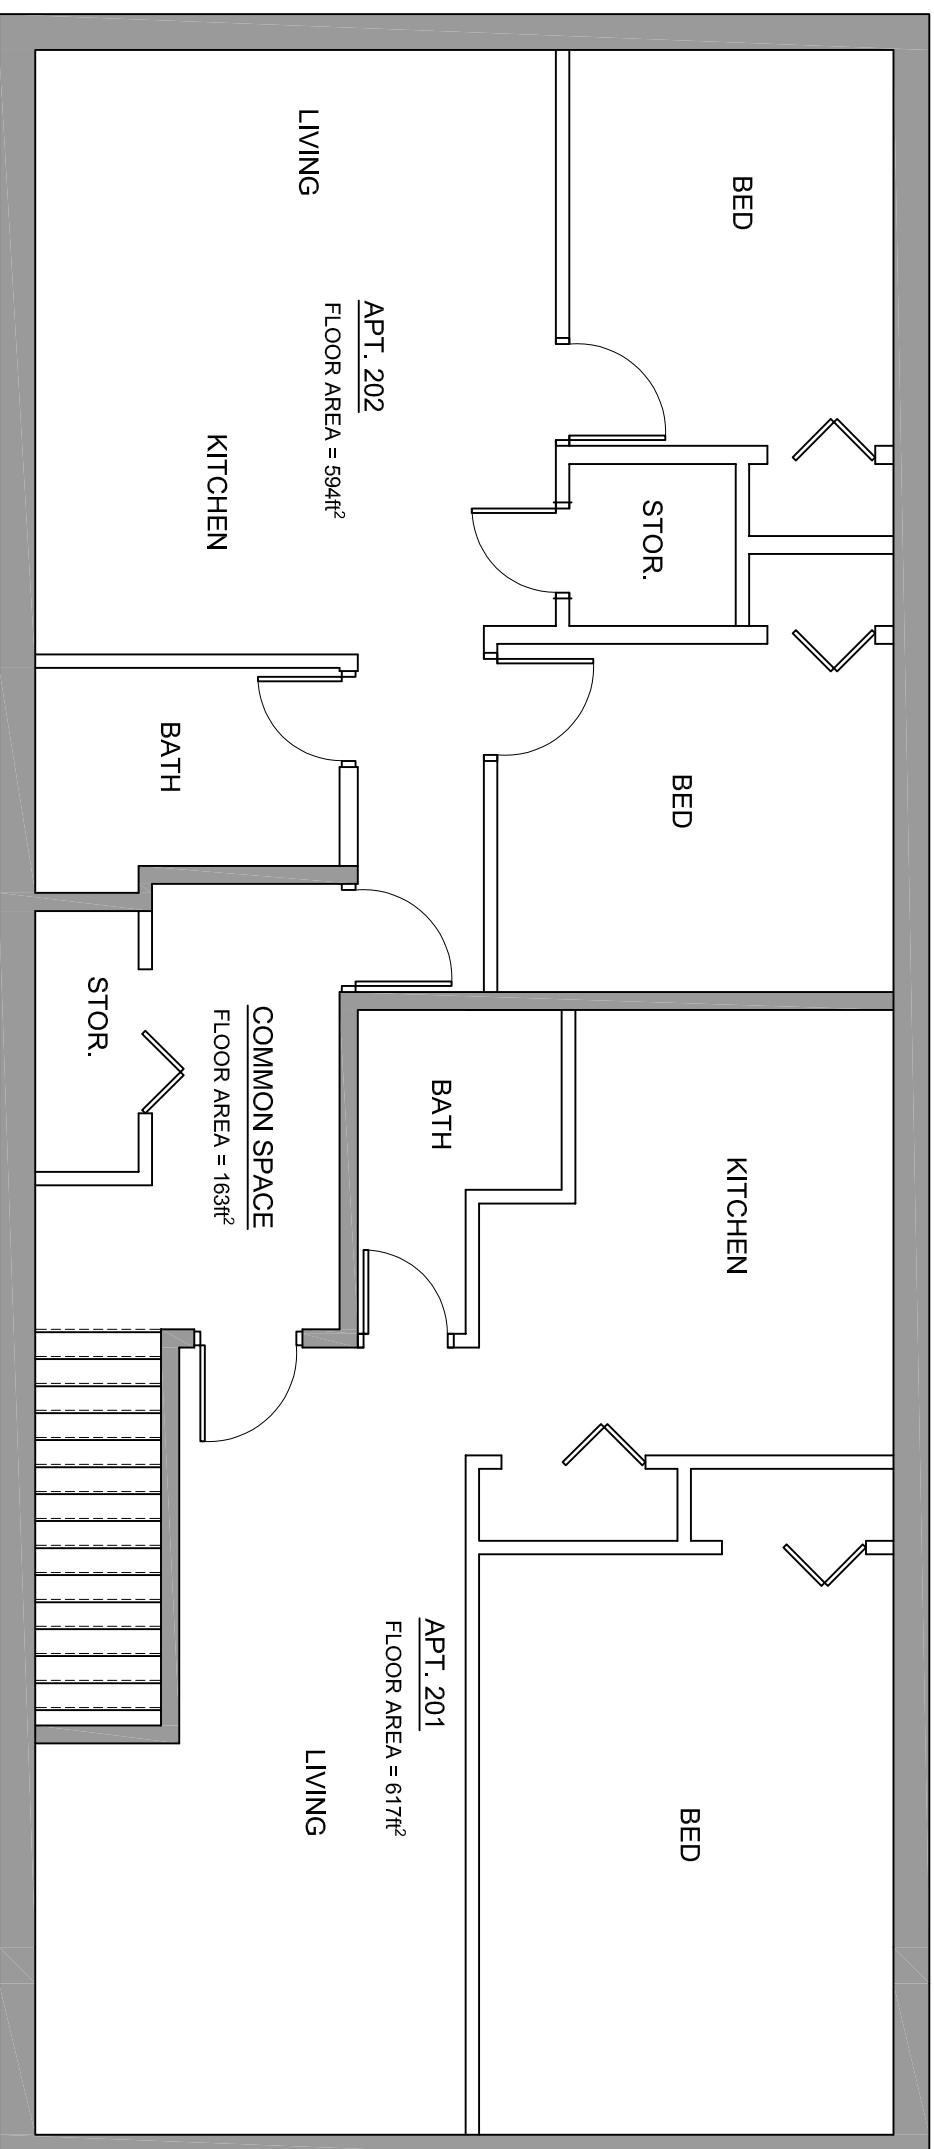 BED
LIVING
APT. 202
FLOOR AREA = 594ft²
KITCHEN
STOR.
BED
BATH
STOR.
COMMON SPACE
FLOOR AREA = 163ft²
BATH
KITCHEN
APT. 201
FLOOR AREA = 617ft²
LIVING
BED